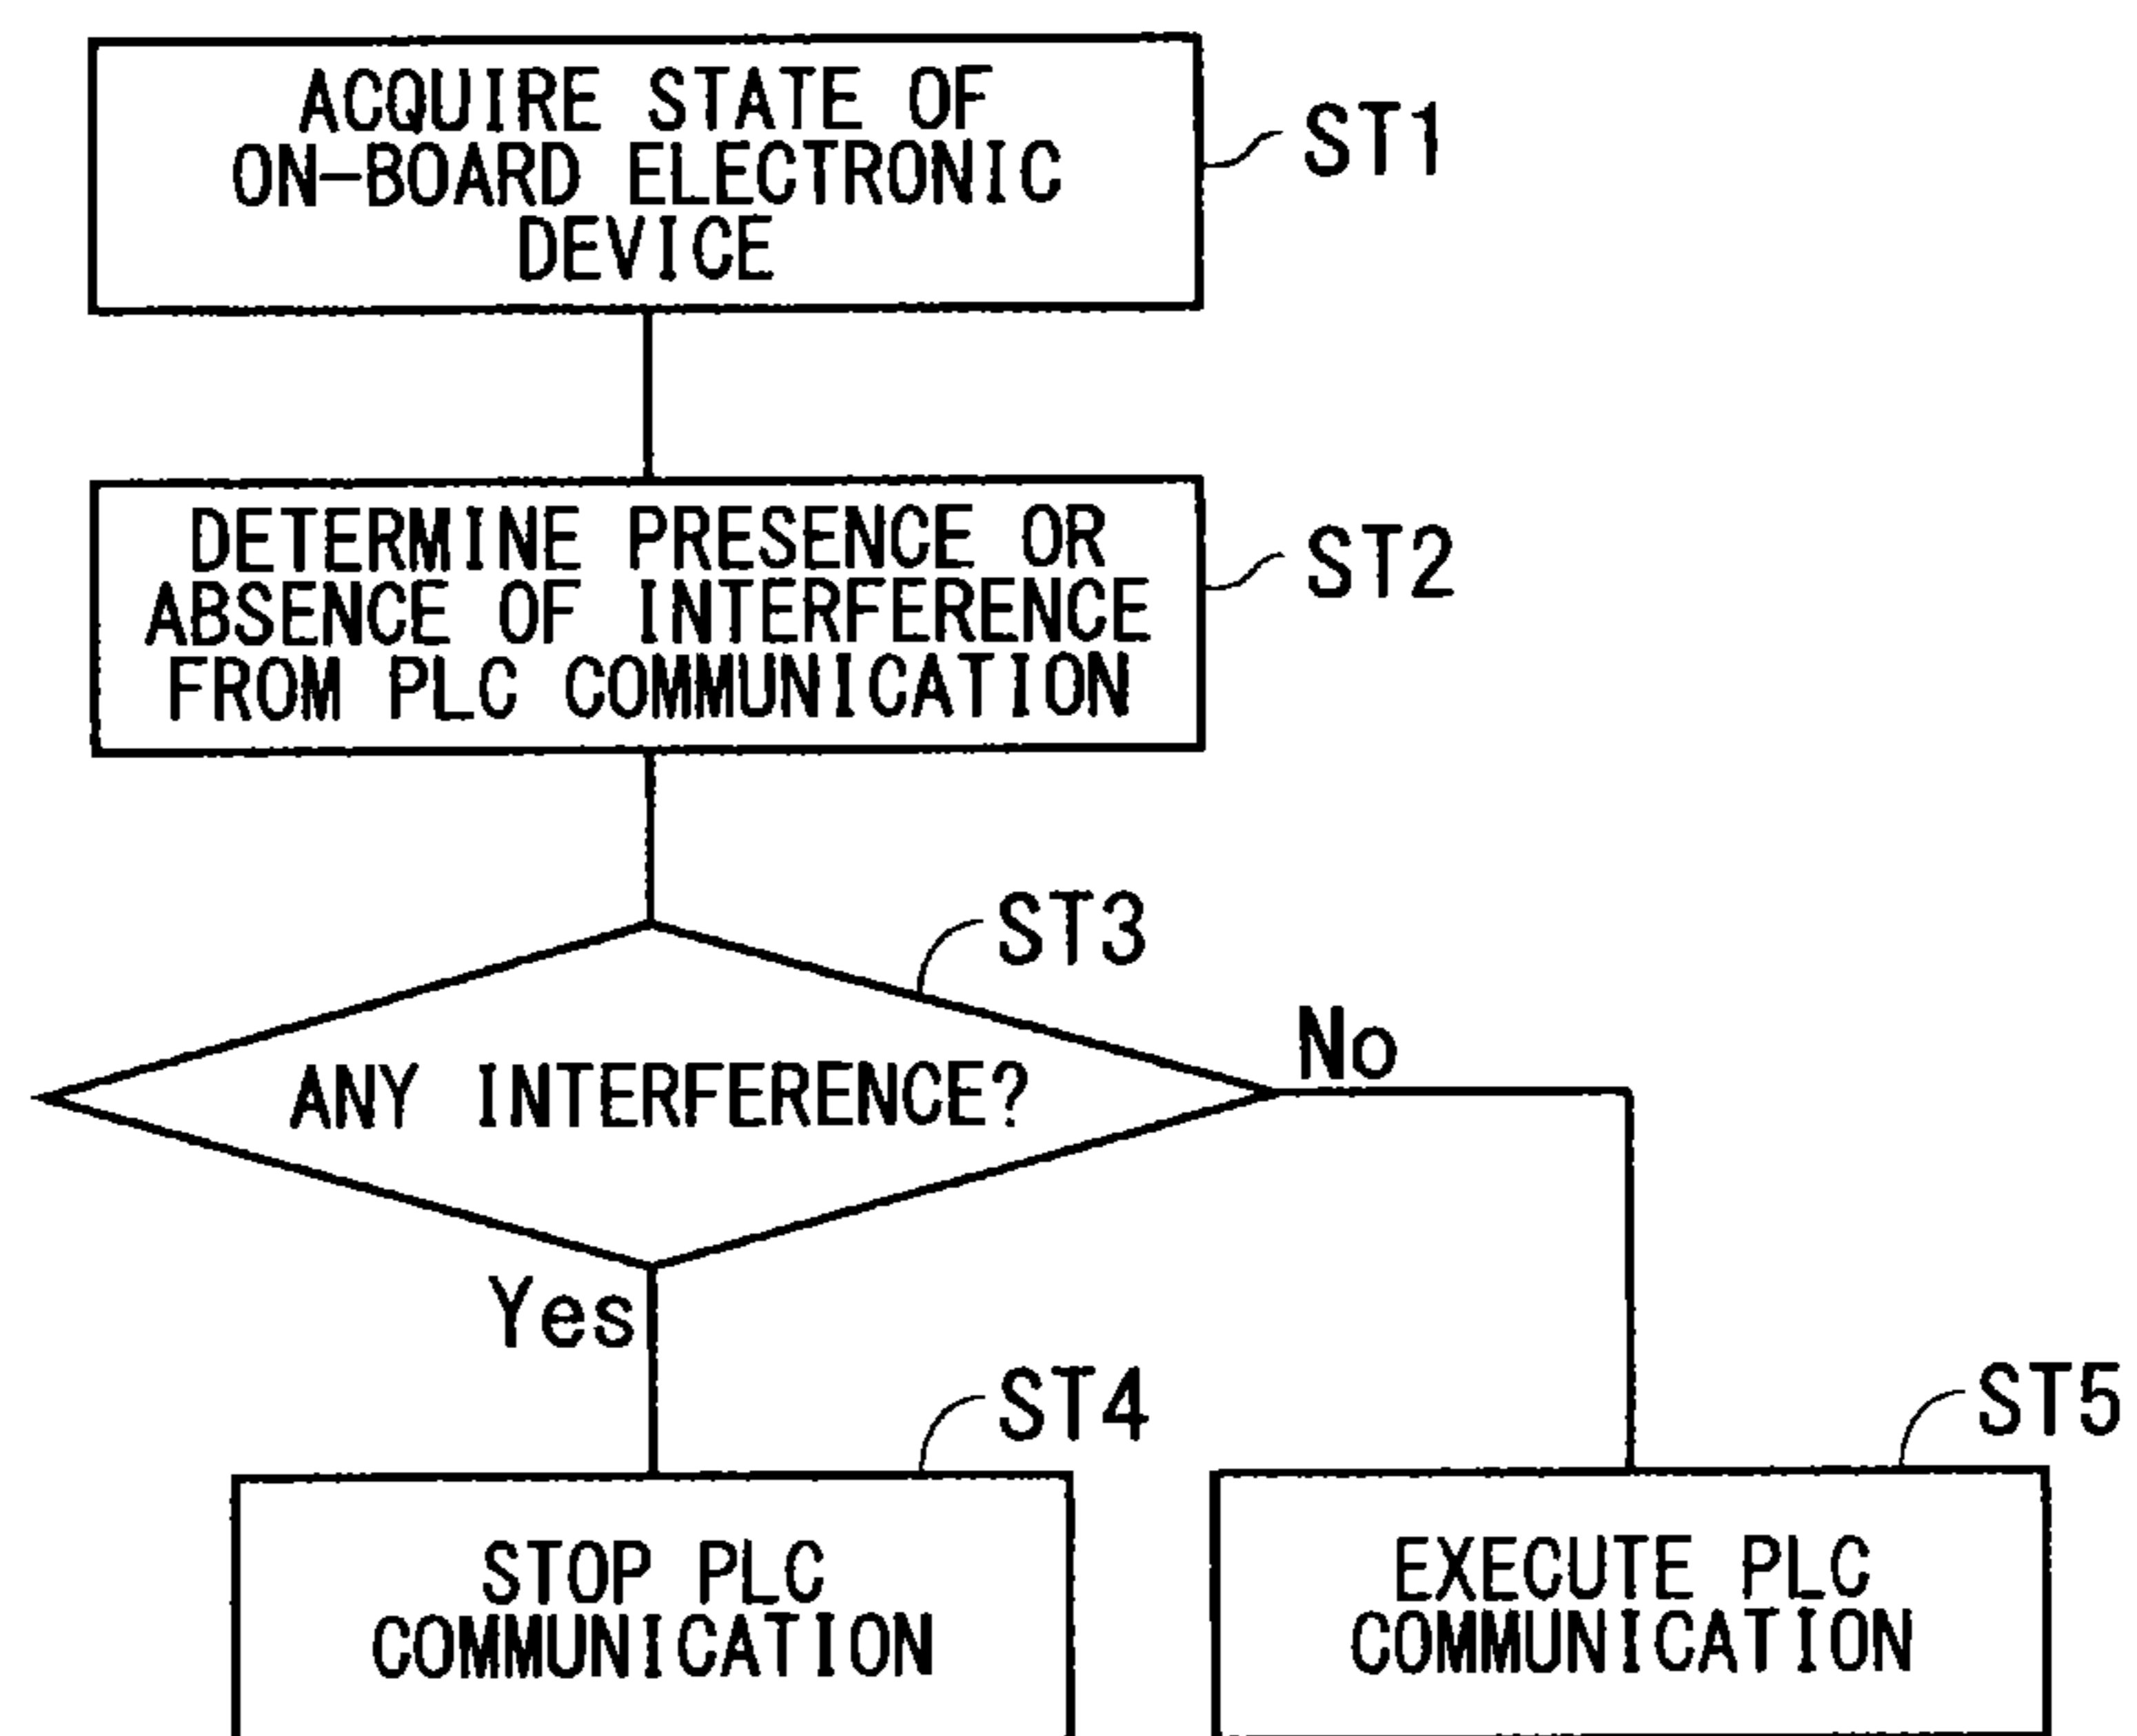 ACQUIRE STATE OF
ON-BOARD ELECTRONIC
DEVICE
ST1
DETERMINE PRESENCE OR
ABSENCE OF INTERFERENCE
FROM PLC COMMUNICATION
ST2
ST3
ANY INTERFERENCE?
No
Yes
ST4
STOP PLC
COMMUNICATION
ST5
EXECUTE PLC
COMMUNICATION